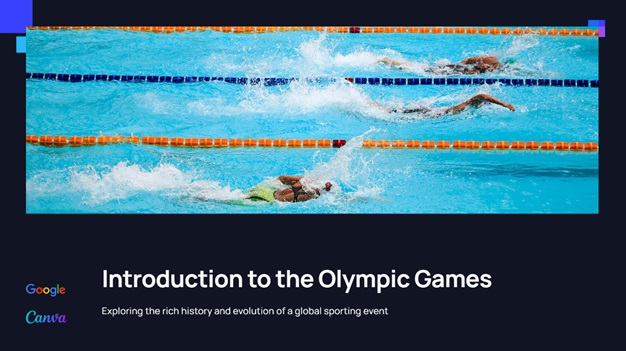 Introduction to the Olympic Games
Google
Exploring the rich history and evolution of a global sporting event
Canva